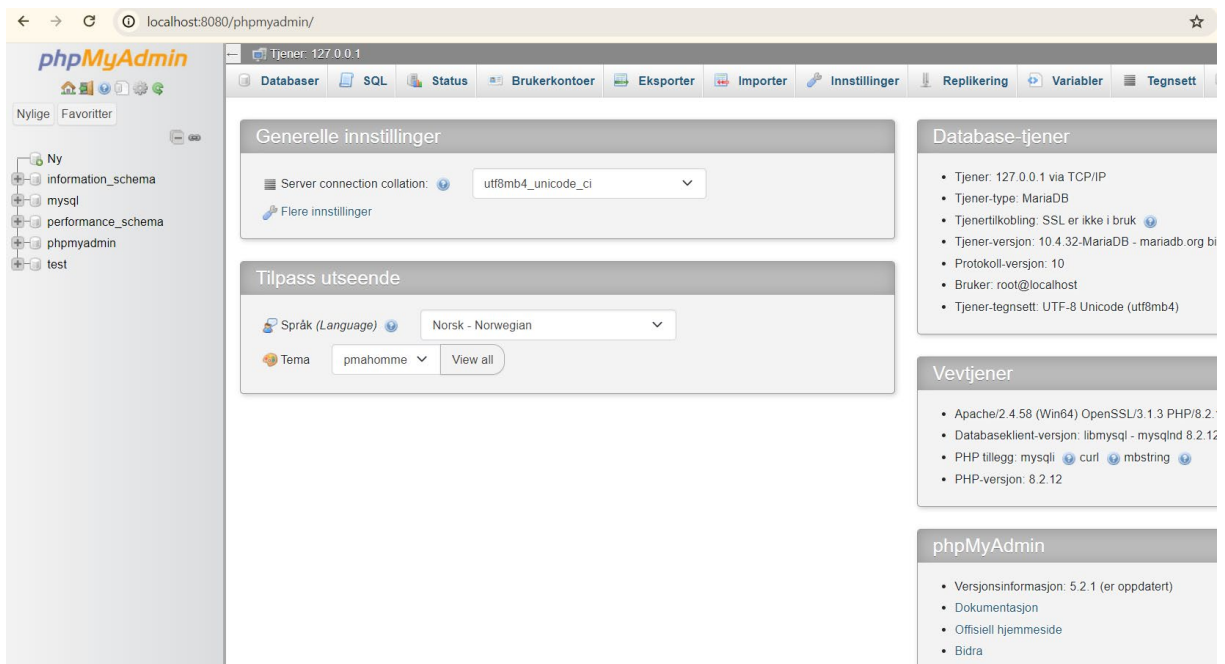 localhost:8080/phpmyadmin/
phpMyAdmin
Nylige Favoritter
Ny
information_schema
mysql
performance_schema
phpmyadmin
test
Tjener: 127.0.0.1
Databaser SQL Status Brukerkontoer Eksporter Importer Innstillinger Replikering Variabler Tegnsett
Generelle innstillinger
Server connection collation: utf8mb4_unicode_ci
Flere innstillinger
Tilpass utseende
Språk (Language) Norsk - Norwegian
Tema pmahomme View all
Database-tjener
Tjener: 127.0.0.1 via TCP/IP
Tjener-type: MariaDB
Tjenertilkobling: SSL er ikke i bruk
Tjener-versjon: 10.4.32-MariaDB - mariadb.org bi
Protokoll-versjon: 10
Bruker: root@localhost
Tjener-tegnsett: UTF-8 Unicode (utf8mb4)
Vevtjener
Apache/2.4.58 (Win64) OpenSSL/3.1.3 PHP/8.2.
Databaseklient-versjon: libmysql - mysqlnd 8.2.12
PHP tillegg: mysqli curl mbstring
PHP-versjon: 8.2.12
phpMyAdmin
Versjonsinformasjon: 5.2.1 (er oppdatert)
Dokumentasjon
Offisiell hjemmeside
Bidra